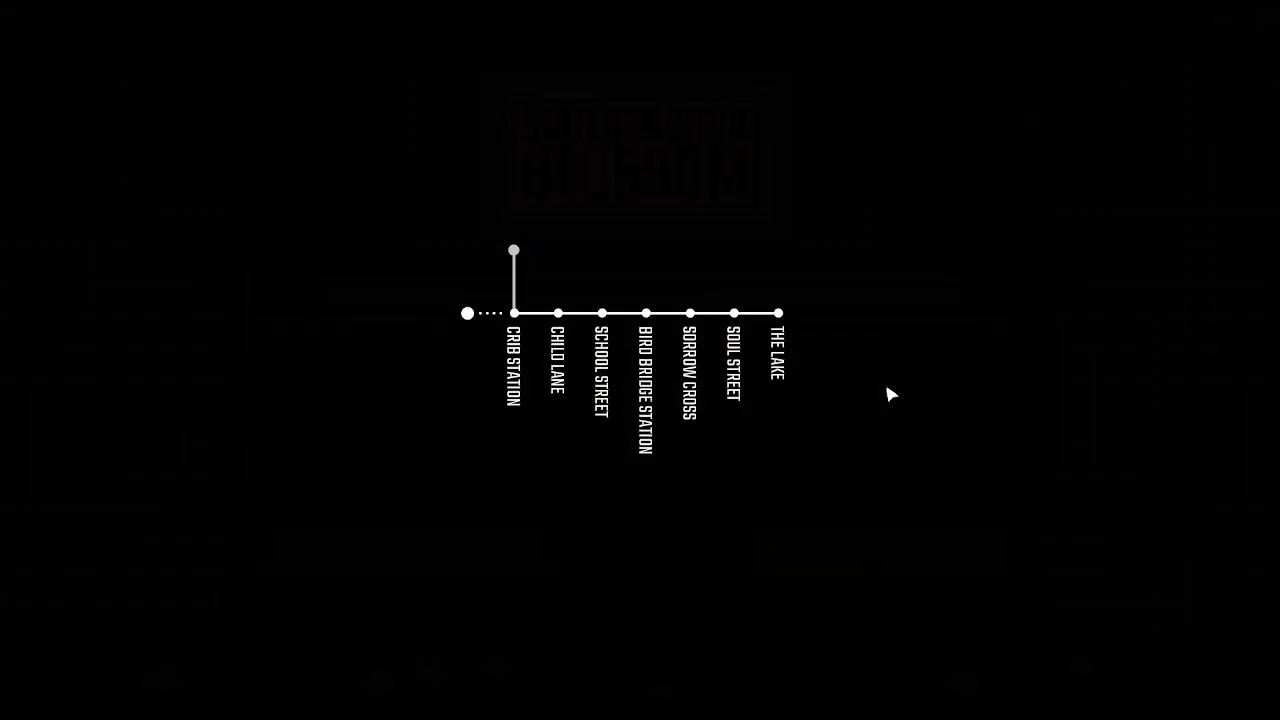 CRIB STATION
CHILD LANE
SCHOOL STREET
BIRD BRIDGE STATION
SORROW CROSS
SOUL STREET
THE LAKE